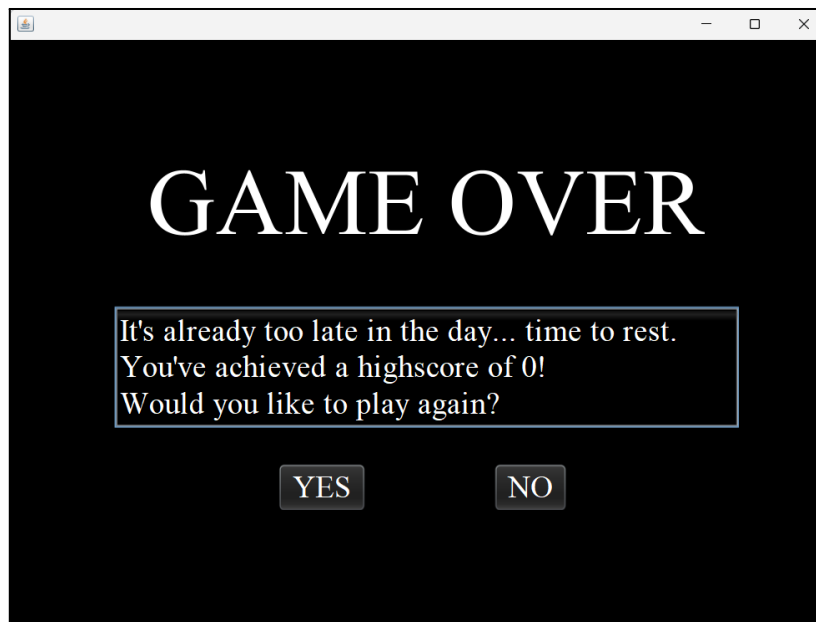 GAME OVER
It's already too late in the day... time to rest.
You've achieved a highscore of 0!
Would you like to play again?
YES NO